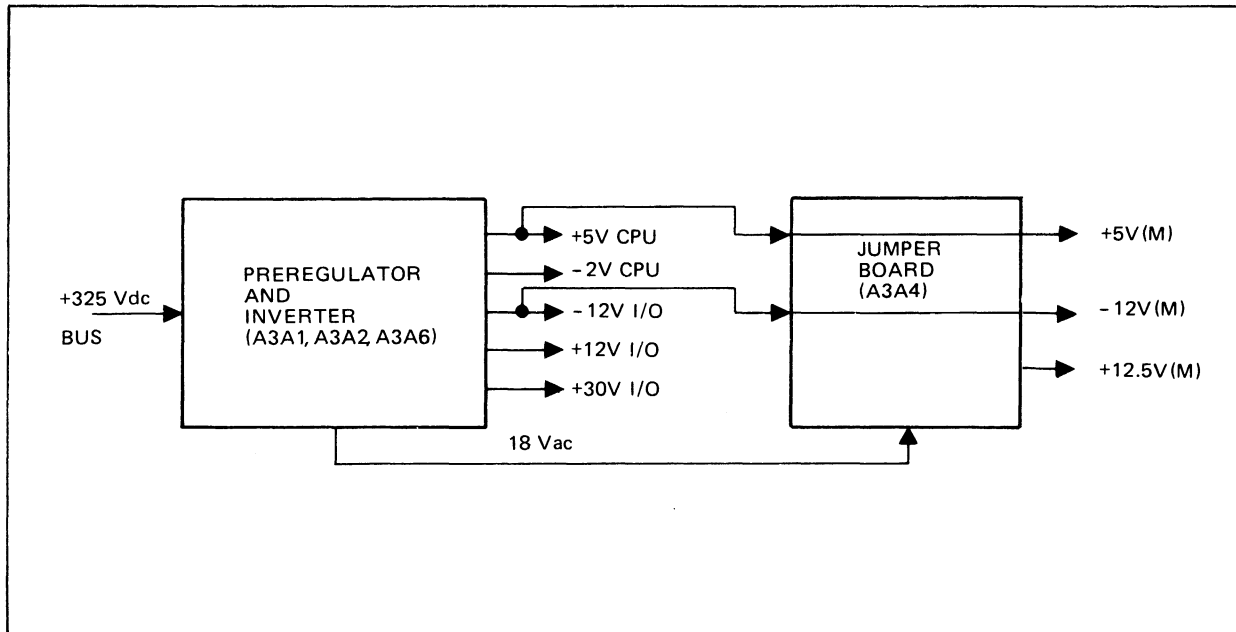 +325 Vdc
BUS
PREREGULATOR
AND
INVERTER
(A3A1, A3A2, A3A6)
+5V CPU
-2V CPU
-12V I/O
+12V I/O
+30V I/O
18 Vac
JUMPER
BOARD
(A3A4)
+5V(M)
-12V(M)
+12.5V(M)